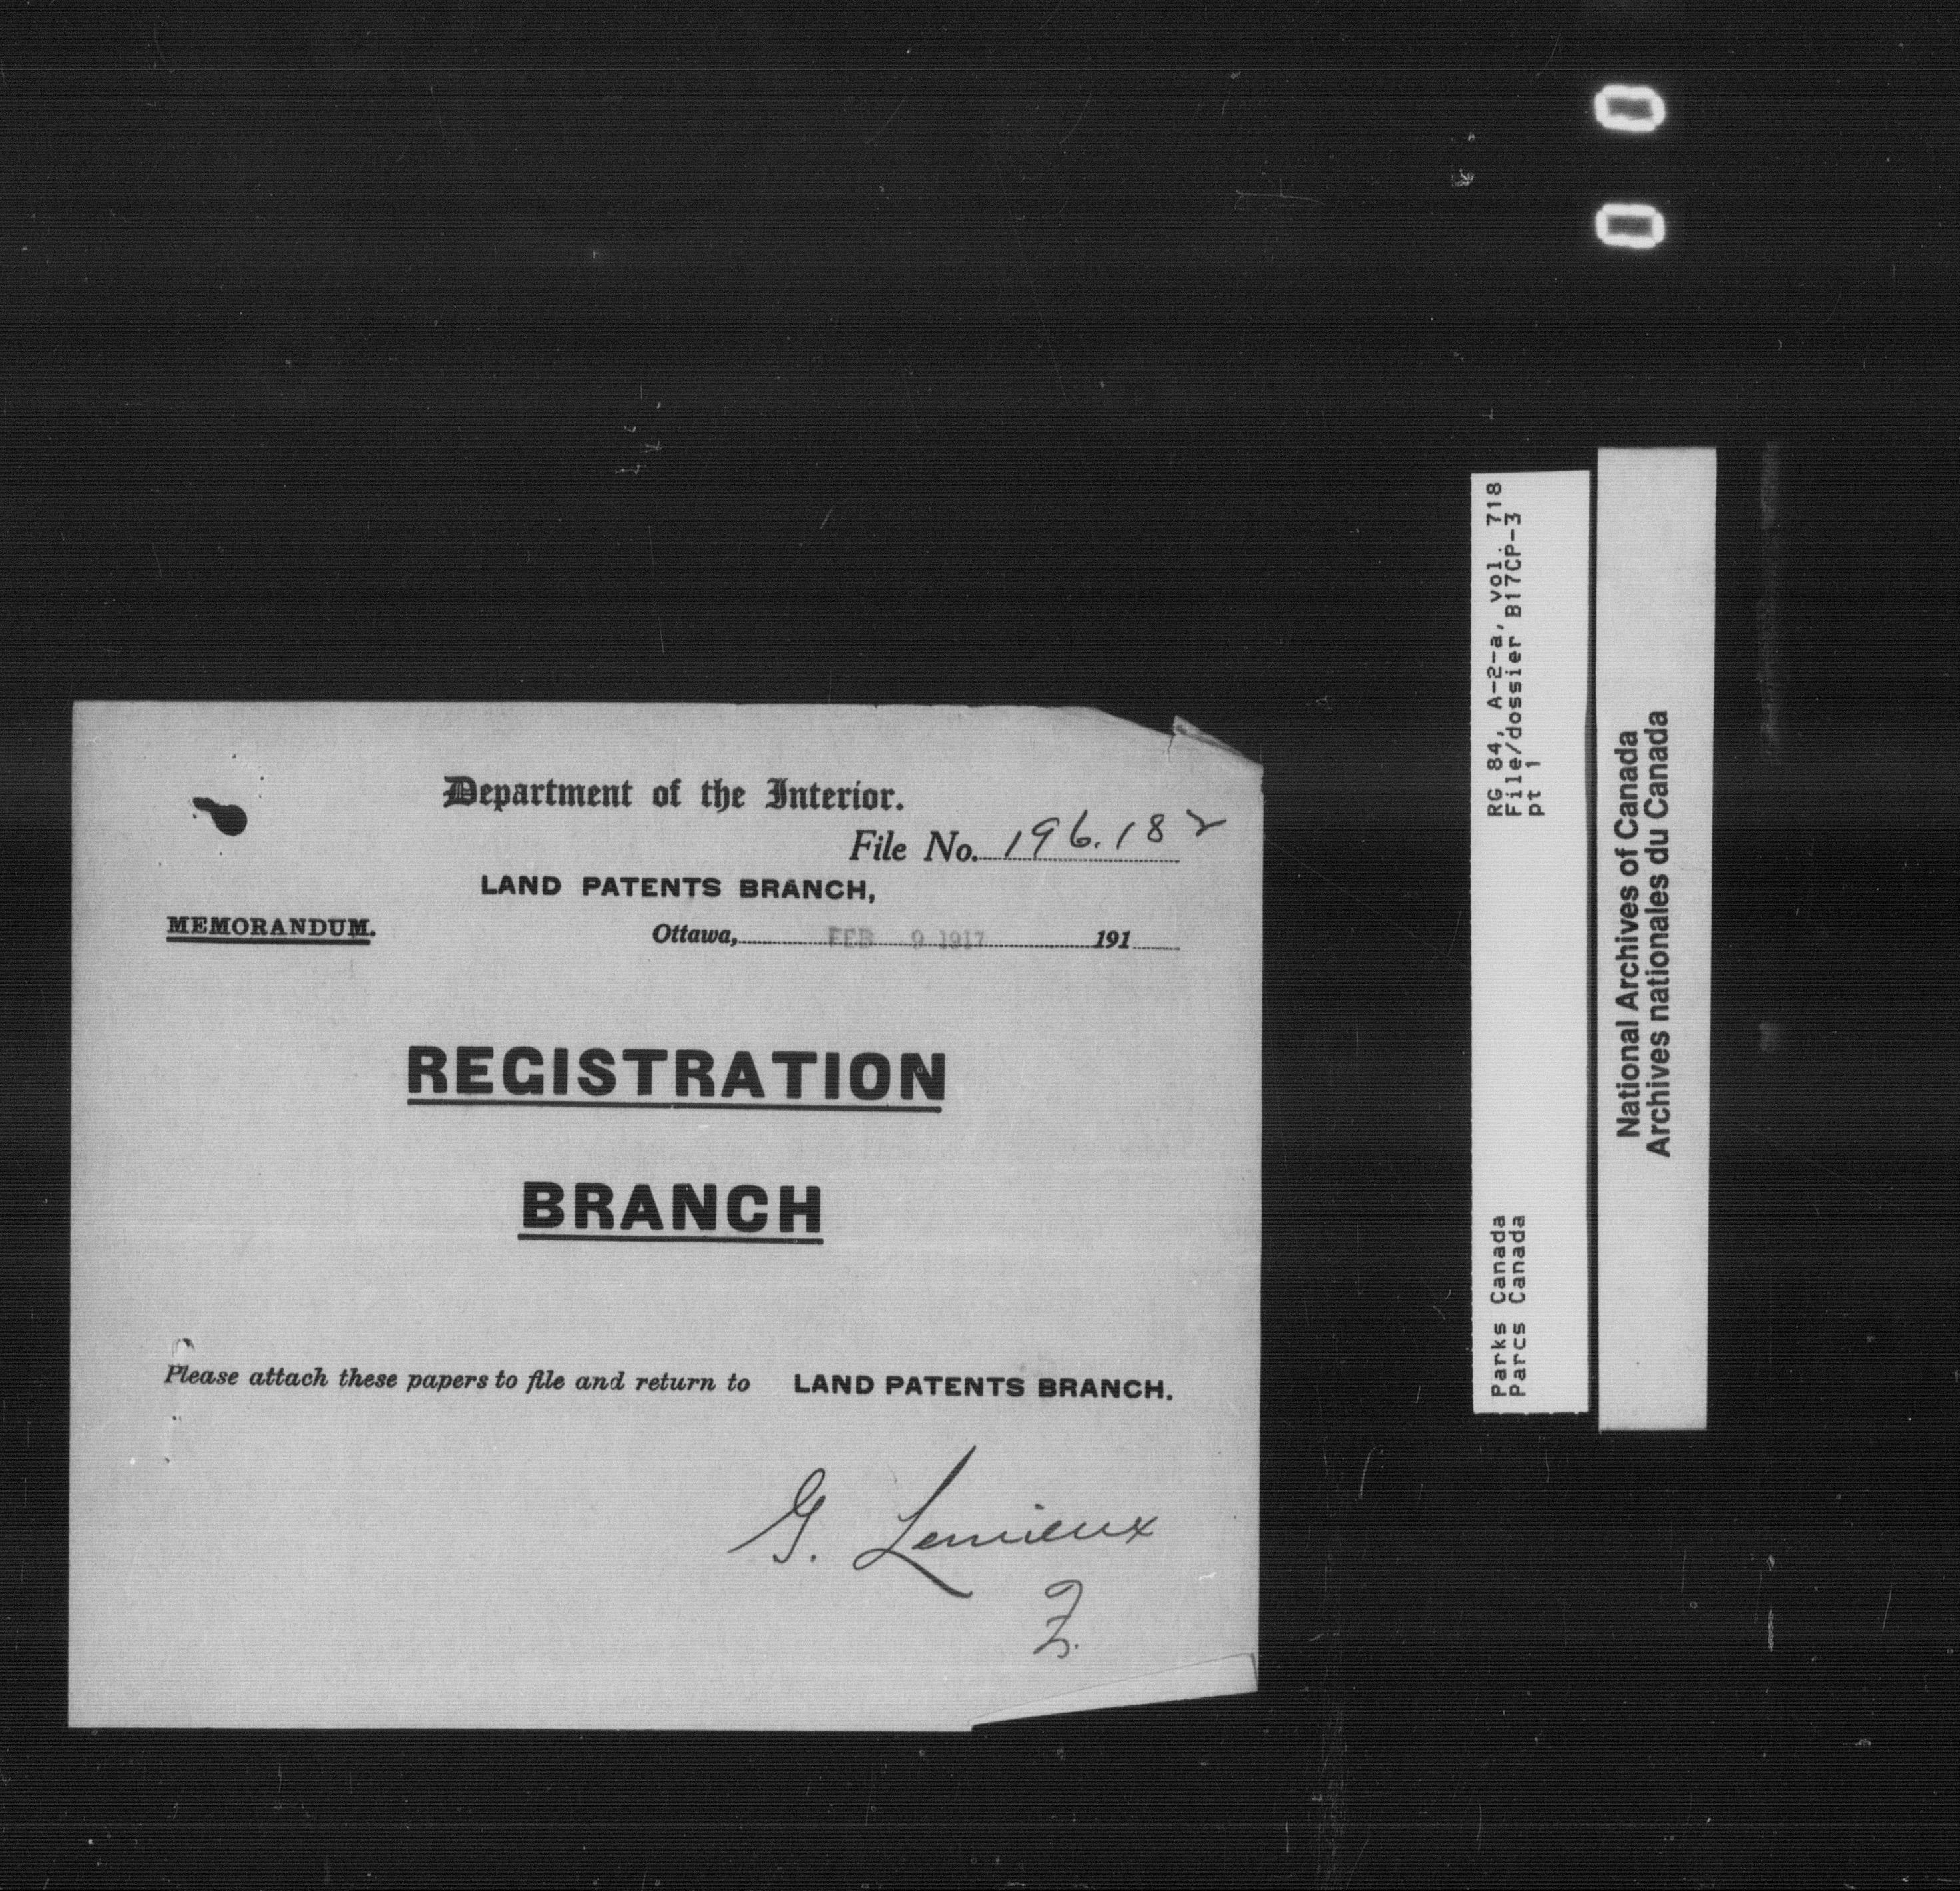 Department of the Interior.
File No. 196.182
LAND PATENTS BRANCH,
MEMORANDUM.
Ottawa, FEB 9 1917 191
REGISTRATION
BRANCH
Please attach these papers to file and return to LAND PATENTS BRANCH.
G. Lemieux
RG 84, A-2-a, vol. 718
File/dossier B17CP-3
pt 1
Parks Canada
Parcs Canada
National Archives of Canada
Archives nationales du Canada